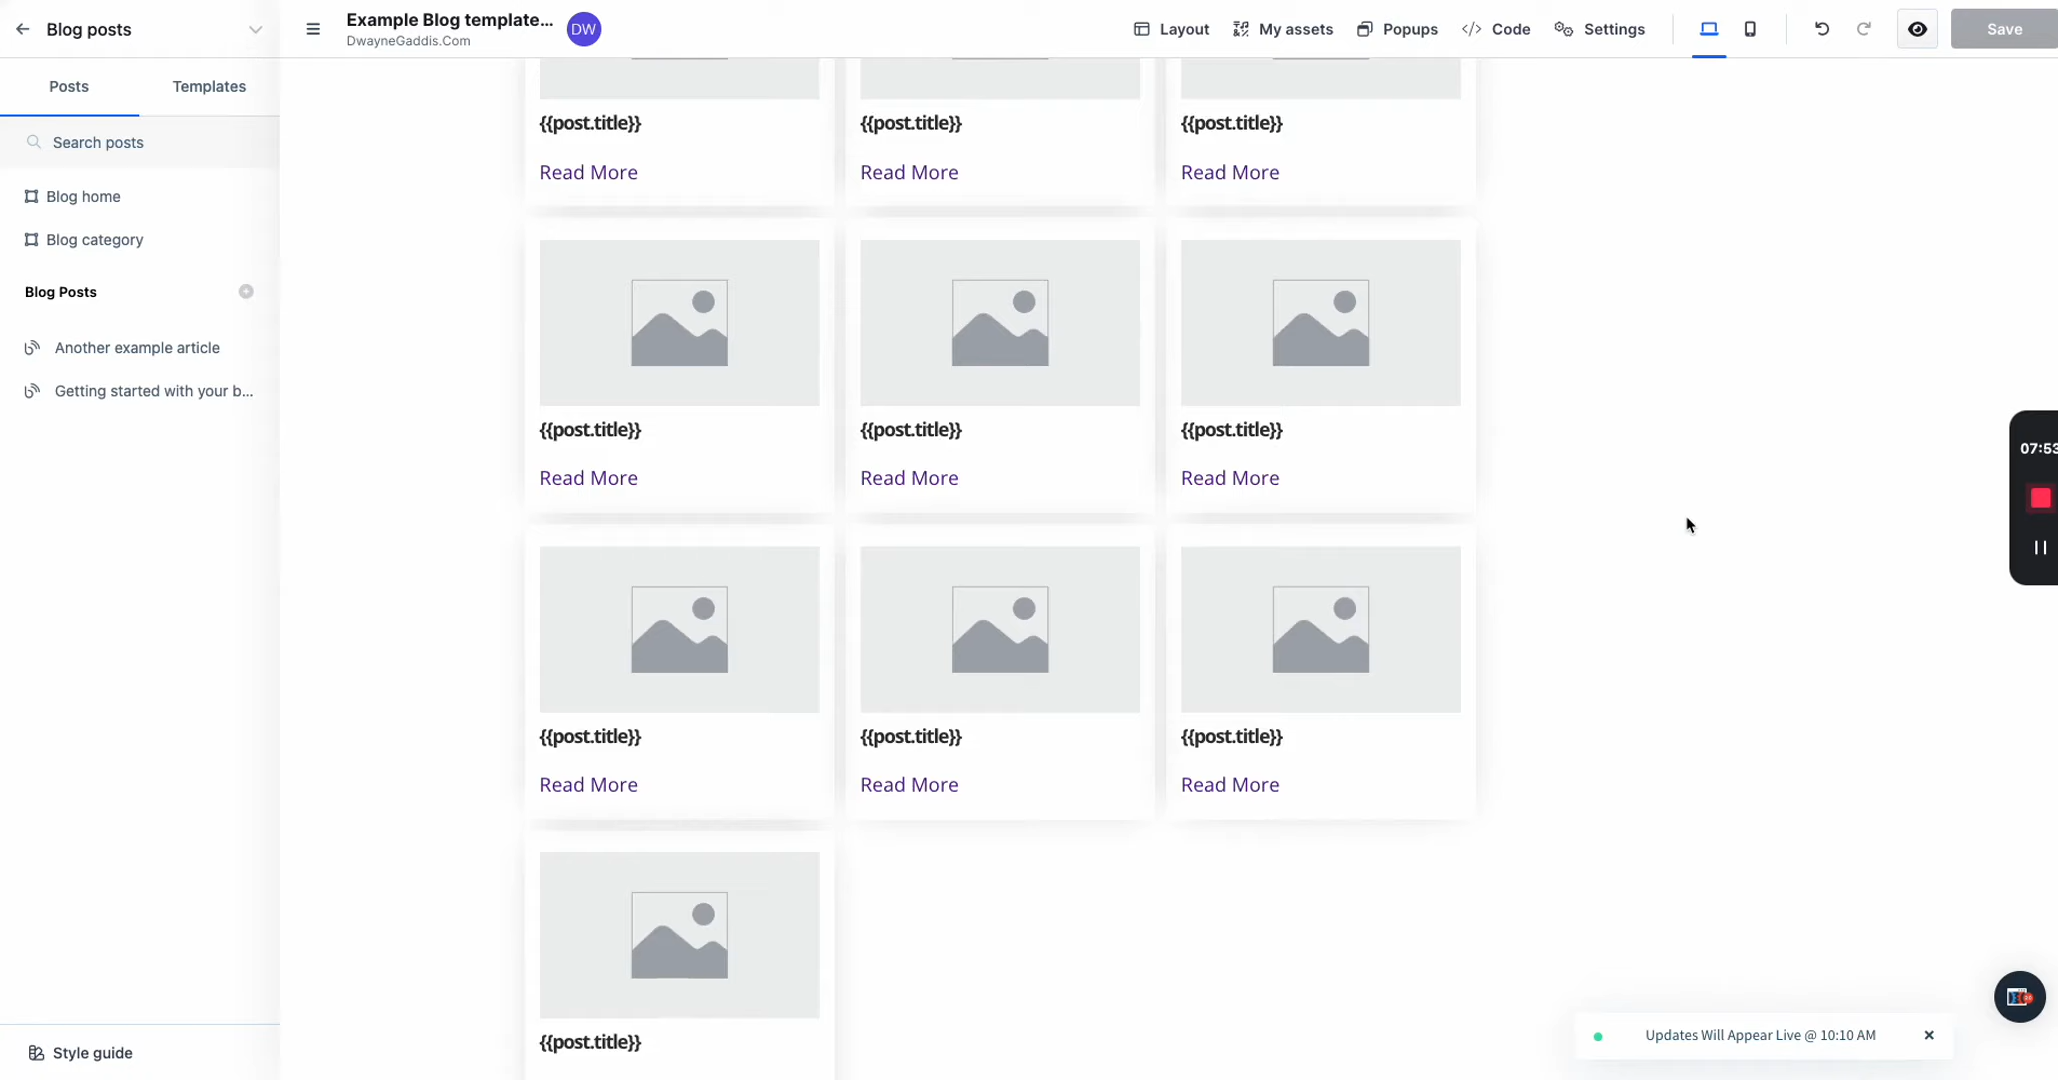 Blog posts
Example Blog template...
DwayneGaddis.Com
DW
Layout
My assets
Popups
Code
Settings
Save
Posts
Templates
Search posts
Blog home
Blog category
Blog Posts
Another example article
Getting started with your b...
Style guide
{{post.title}} {{post.title}} {{post.title}}
Read More Read More Read More
{{post.title}} {{post.title}} {{post.title}}
Read More Read More Read More
{{post.title}} {{post.title}} {{post.title}}
Read More Read More Read More
{{post.title}}
07:53
Updates Will Appear Live @ 10:10 AM